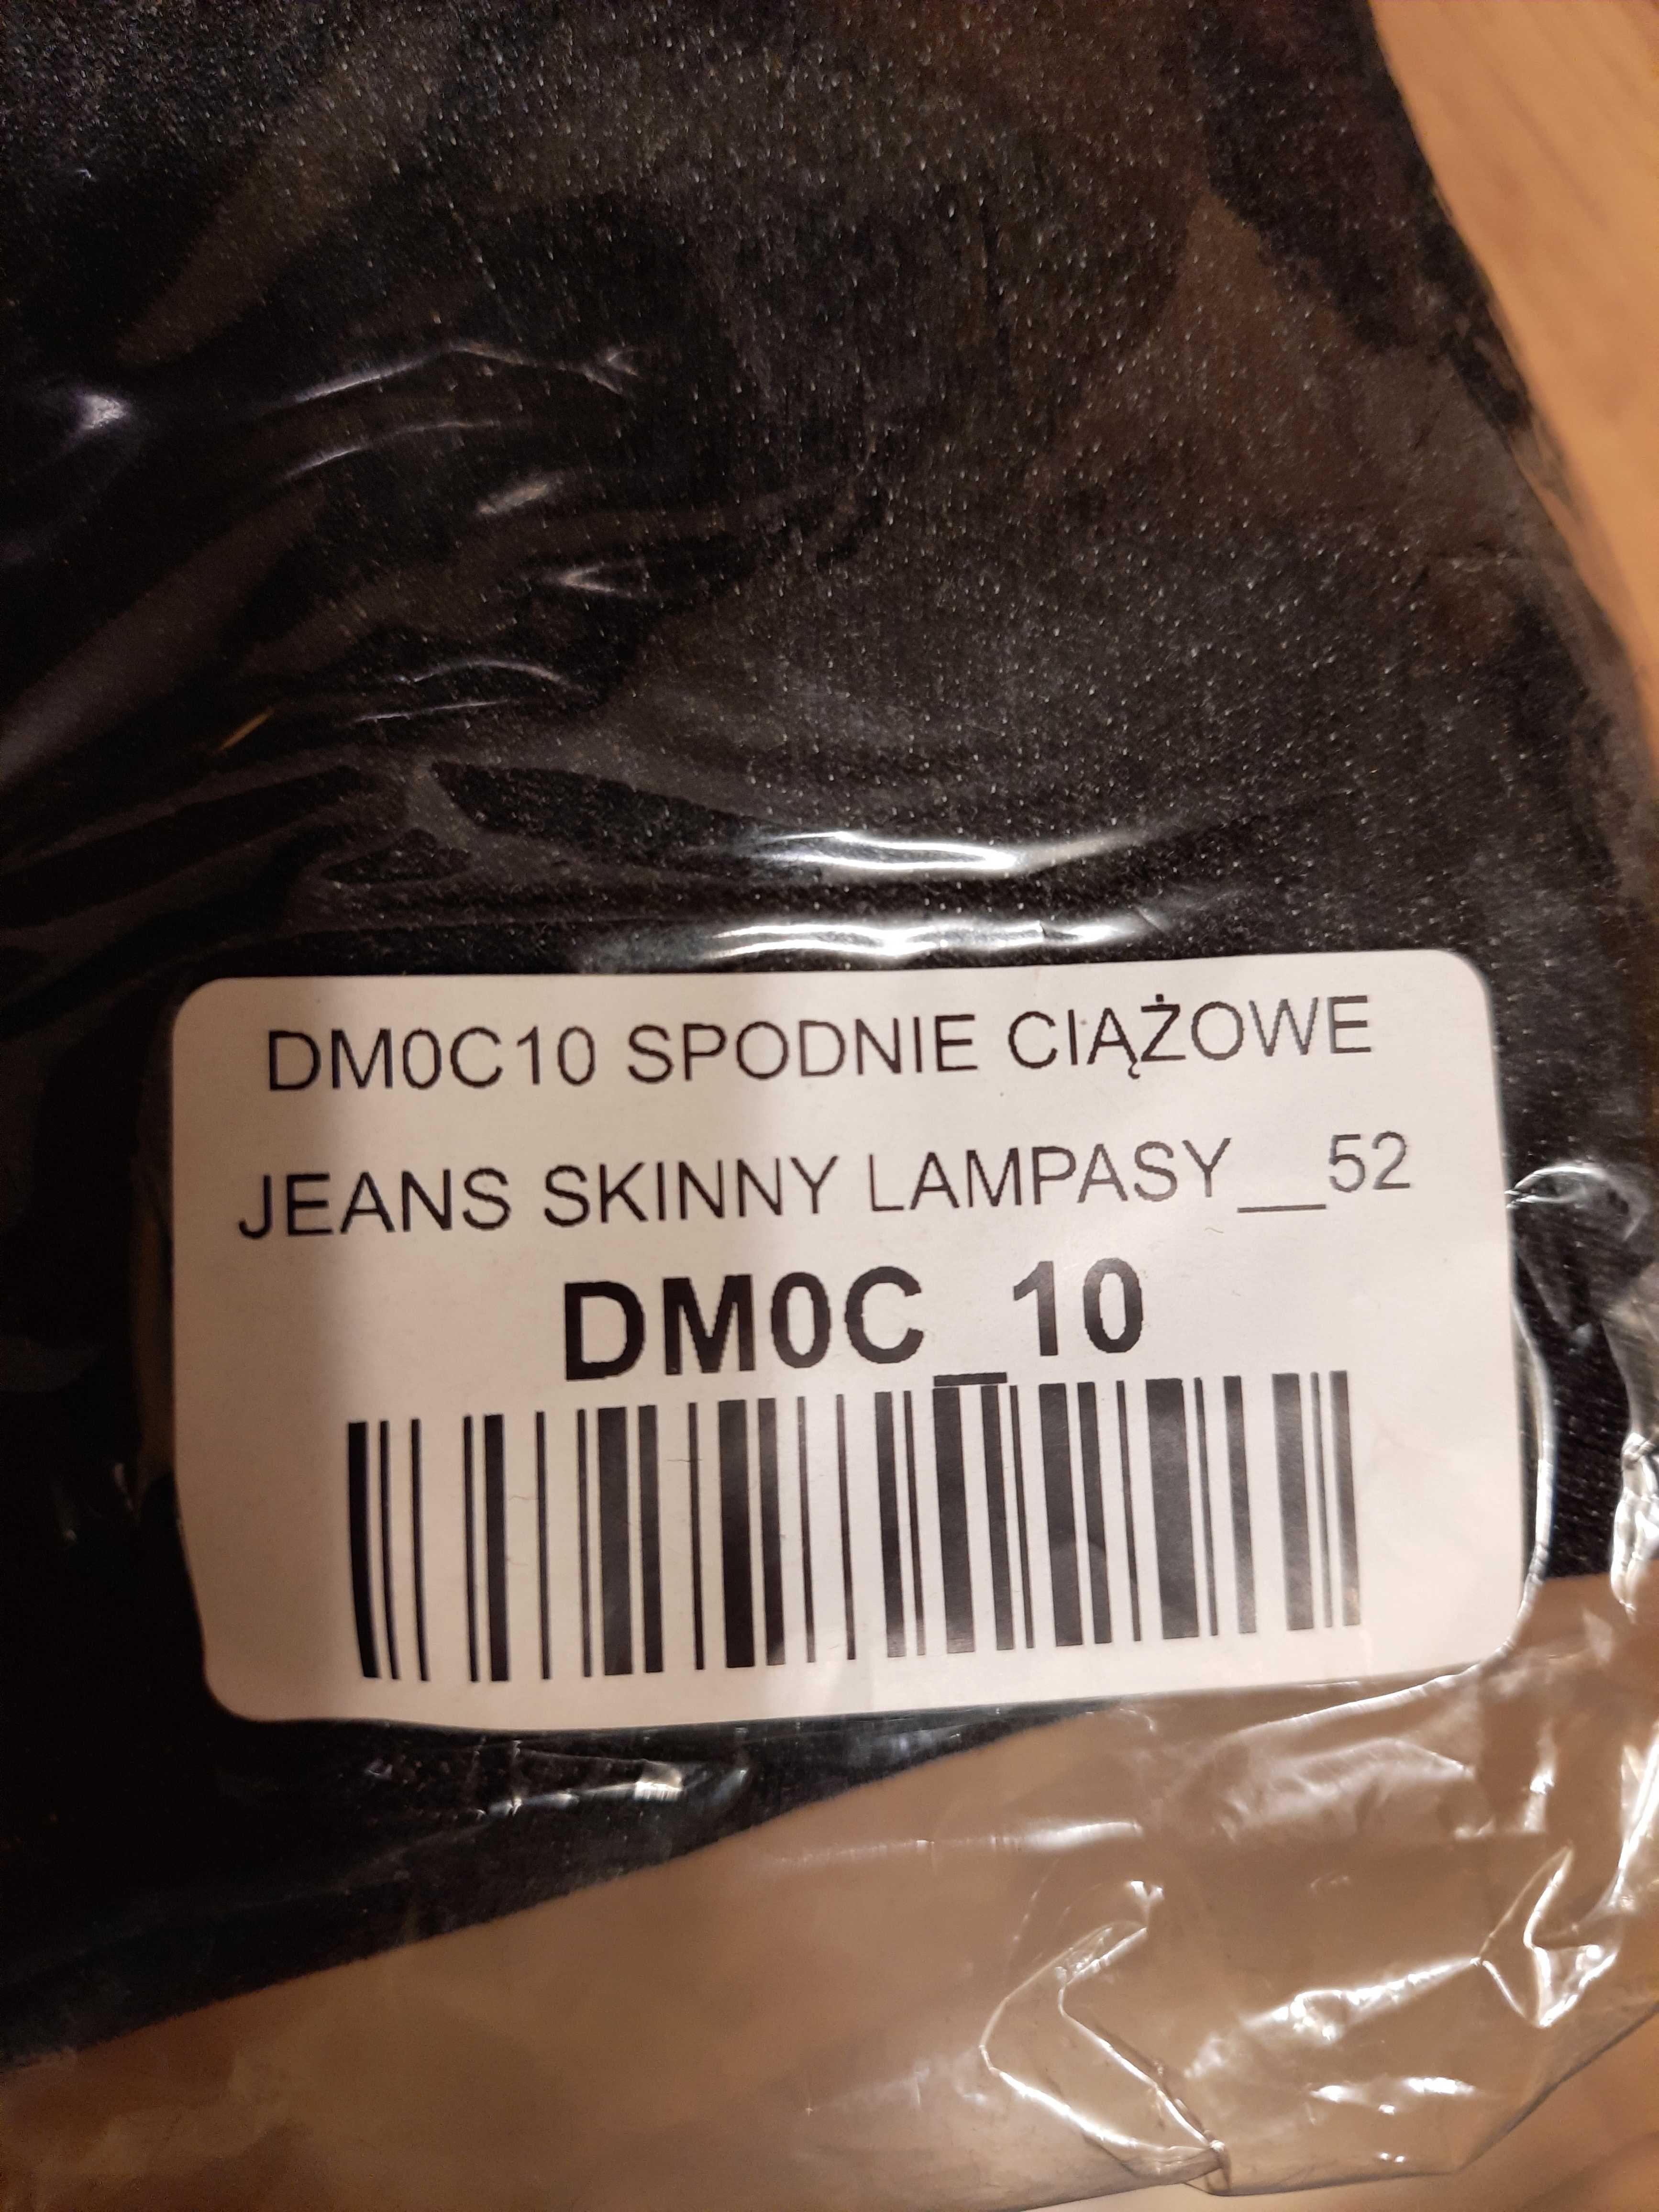 DM0C10 SPODNIE CIĄŻOWE
JEANS SKINNY LAMPASY__52
DM0C_10